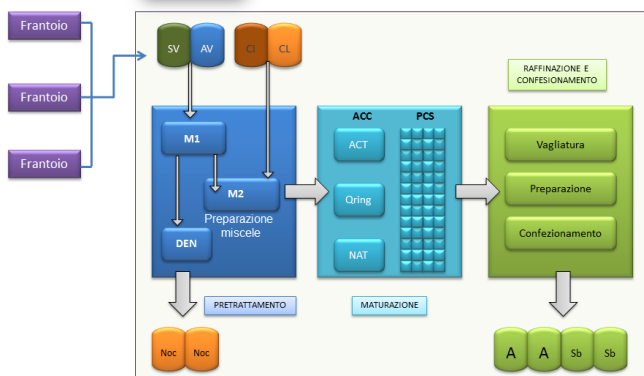 Frantoio
Frantoio
Frantoio
SV
AV
CI
CL
RAFFINAZIONE E
CONFESIONAMENTO
M1
M2
Preparazione
miscele
DEN
ACC
PCS
ACT
Qring
NAT
Vagliatura
Preparazione
Confezionamento
PRETRATTAMENTO
MATURAZIONE
Noc
Noc
A
A
Sb
Sb